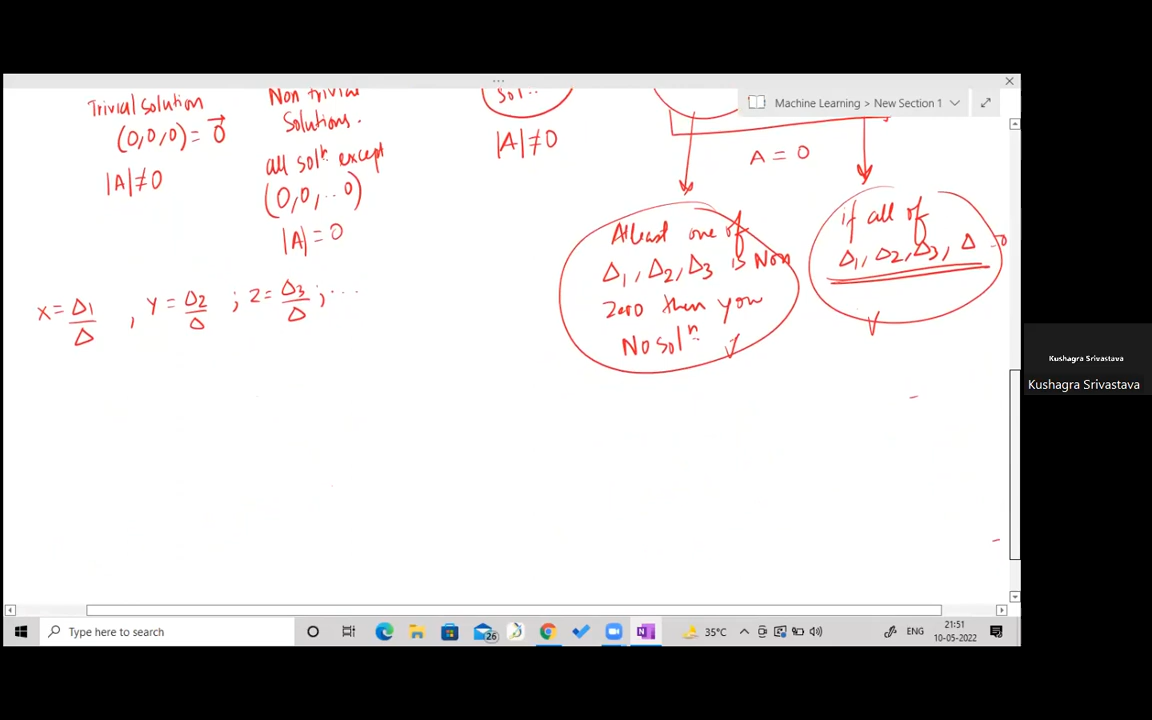 Machine Learning > New Section 1
Trivial solution
(0,0,0) = 0⃗
|A| ≠ 0
Non trivial
Solutions.
all solⁿ except
(0,0,...0)
|A| = 0
Sol..
|A| ≠ 0
A = 0
Atleast one of
Δ1, Δ2, Δ3 is Non
Zero then you
No solⁿ.
if all of
Δ1, Δ2, Δ3, Δ = 0
X = Δ1/Δ , Y = Δ2/Δ ; Z = Δ3/Δ ; ...
Kushagra Srivastava
Kushagra Srivastava
Type here to search
26
35°C
ENG
21:51
10-05-2022